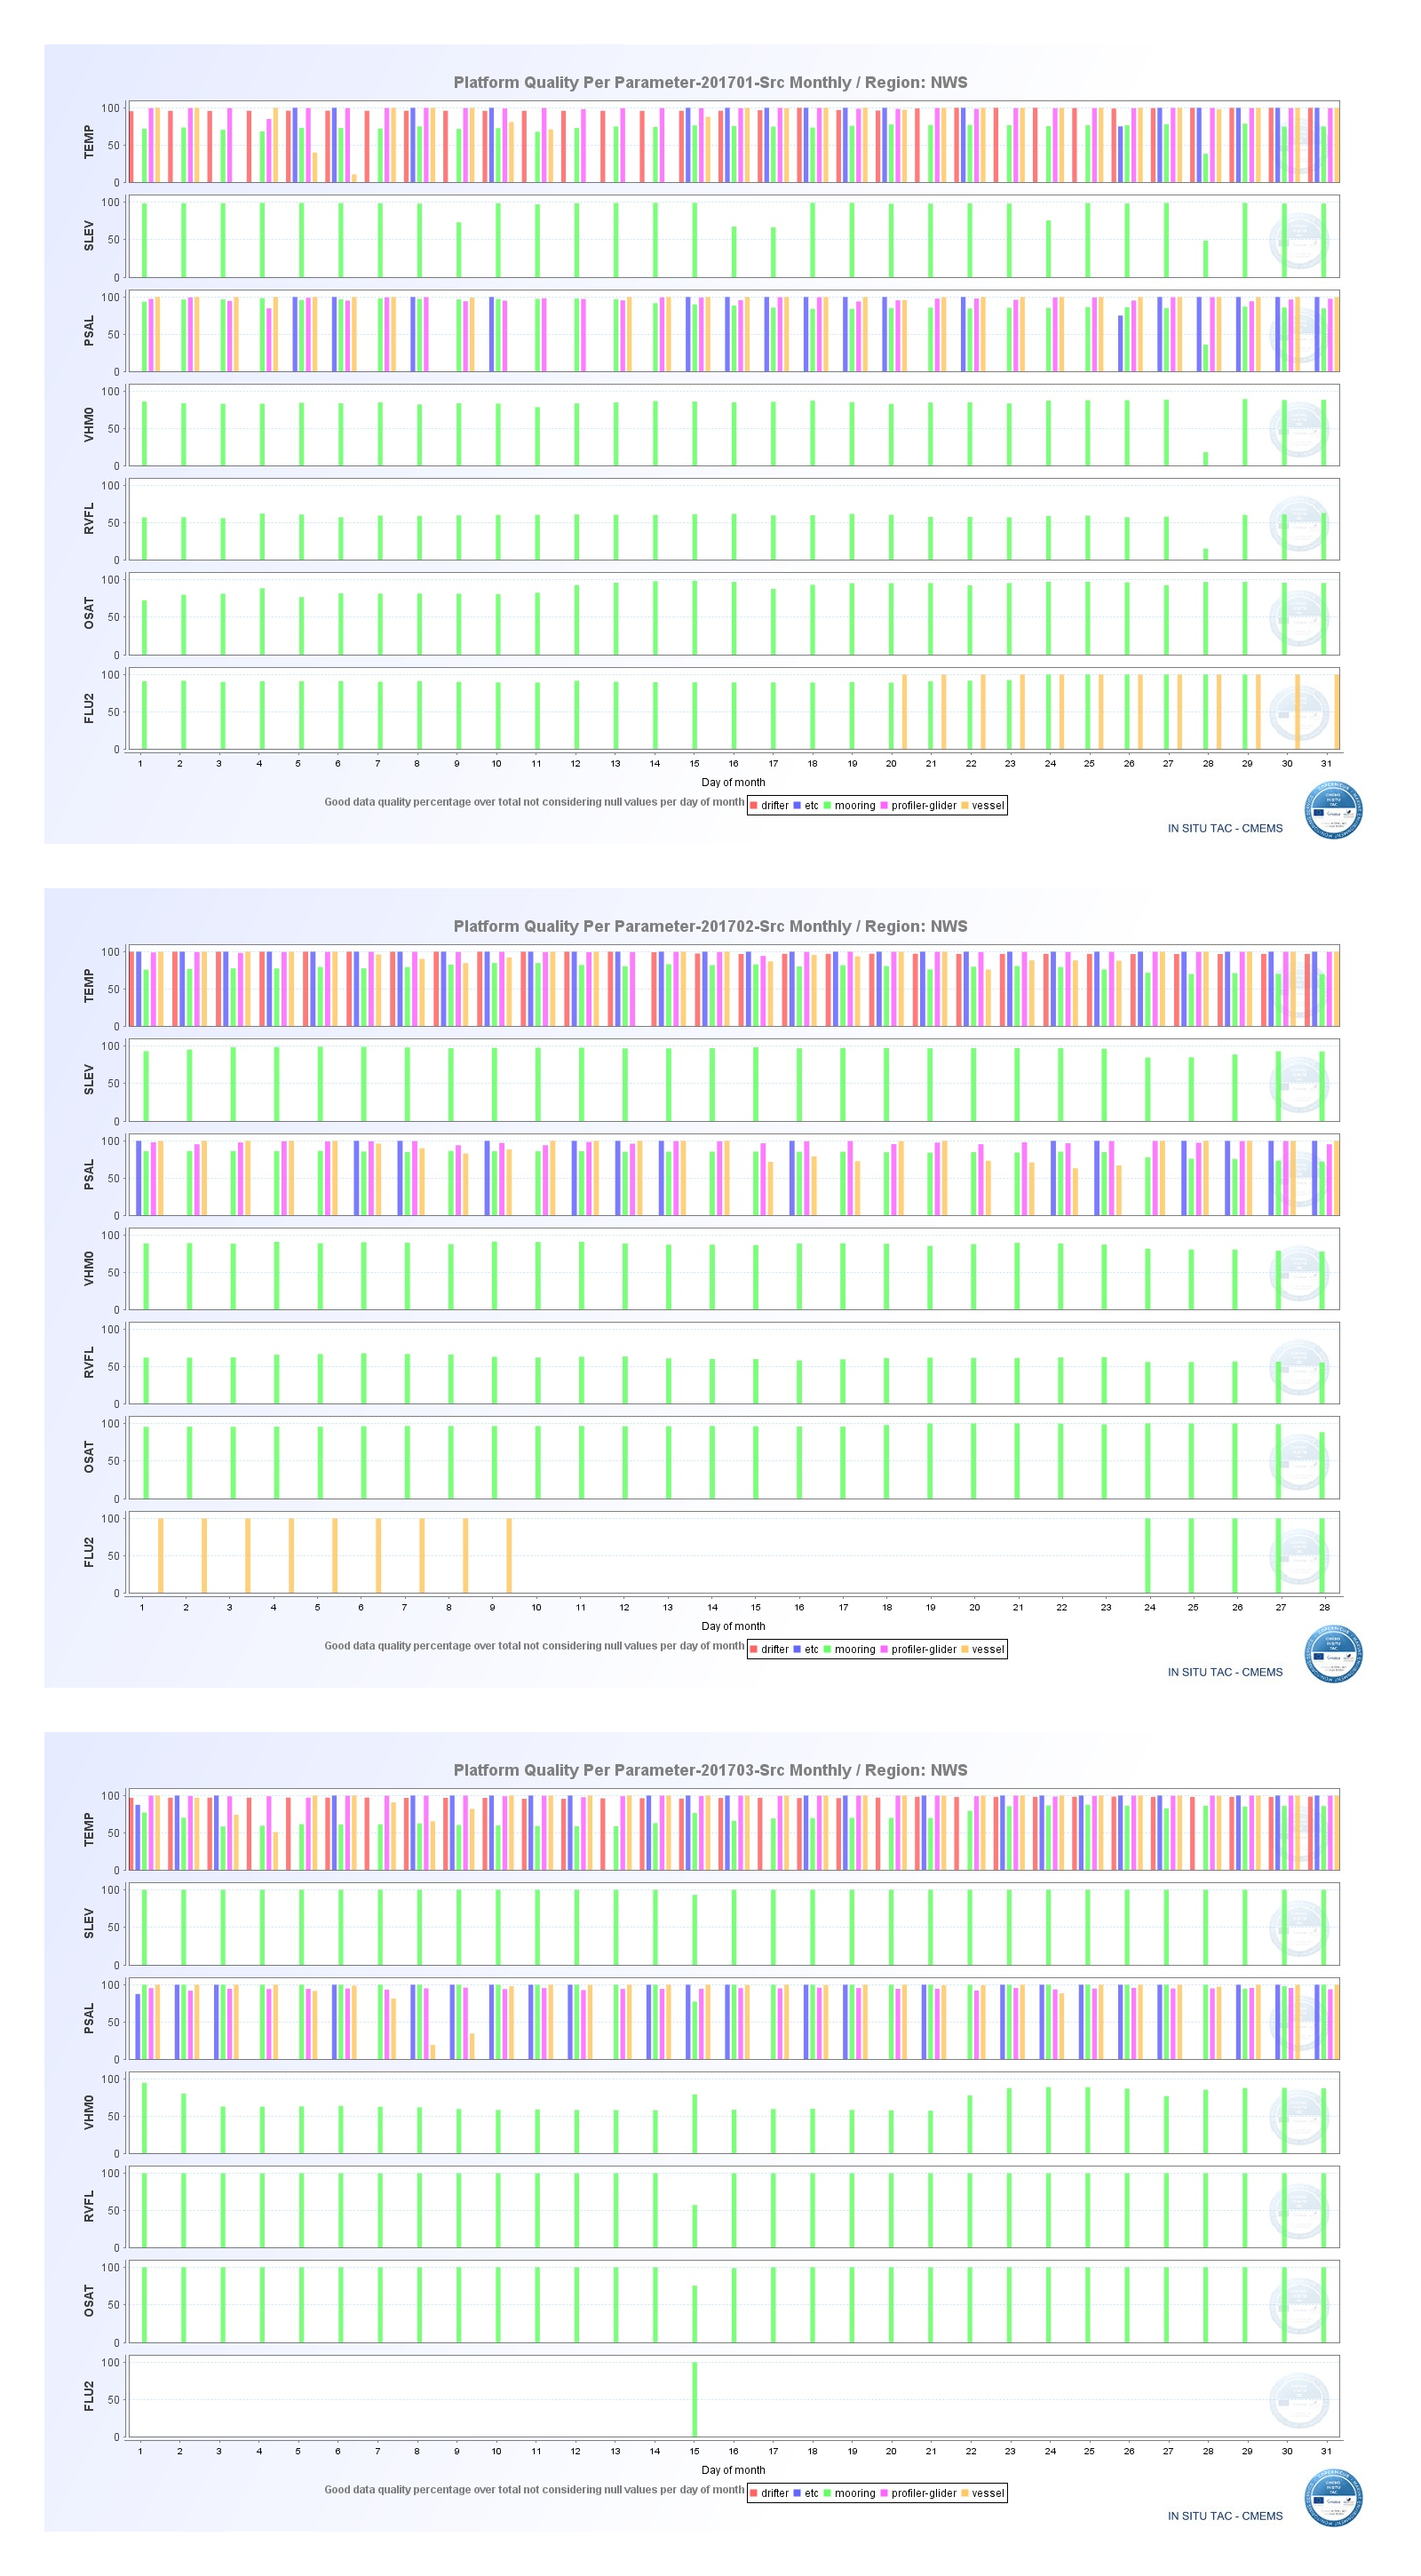 Platform Quality Per Parameter-201701-Src Monthly / Region: NWS
TEMP
100
50
0
SLEV
100
50
0
PSAL
100
50
0
VHM0
100
50
0
RVFL
100
50
0
OSAT
100
50
0
FLU2
100
50
0
1 2 3 4 5 6 7 8 9 10 11 12 13 14 15 16 17 18 19 20 21 22 23 24 25 26 27 28 29 30 31
Day of month
Good data quality percentage over total not considering null values per day of month
drifter etc mooring profiler-glider vessel
IN SITU TAC - CMEMS
Platform Quality Per Parameter-201702-Src Monthly / Region: NWS
TEMP
100
50
0
SLEV
100
50
0
PSAL
100
50
0
VHM0
100
50
0
RVFL
100
50
0
OSAT
100
50
0
FLU2
100
50
0
1 2 3 4 5 6 7 8 9 10 11 12 13 14 15 16 17 18 19 20 21 22 23 24 25 26 27 28
Day of month
Good data quality percentage over total not considering null values per day of month
drifter etc mooring profiler-glider vessel
IN SITU TAC - CMEMS
Platform Quality Per Parameter-201703-Src Monthly / Region: NWS
TEMP
100
50
0
SLEV
100
50
0
PSAL
100
50
0
VHM0
100
50
0
RVFL
100
50
0
OSAT
100
50
0
FLU2
100
50
0
1 2 3 4 5 6 7 8 9 10 11 12 13 14 15 16 17 18 19 20 21 22 23 24 25 26 27 28 29 30 31
Day of month
Good data quality percentage over total not considering null values per day of month
drifter etc mooring profiler-glider vessel
IN SITU TAC - CMEMS